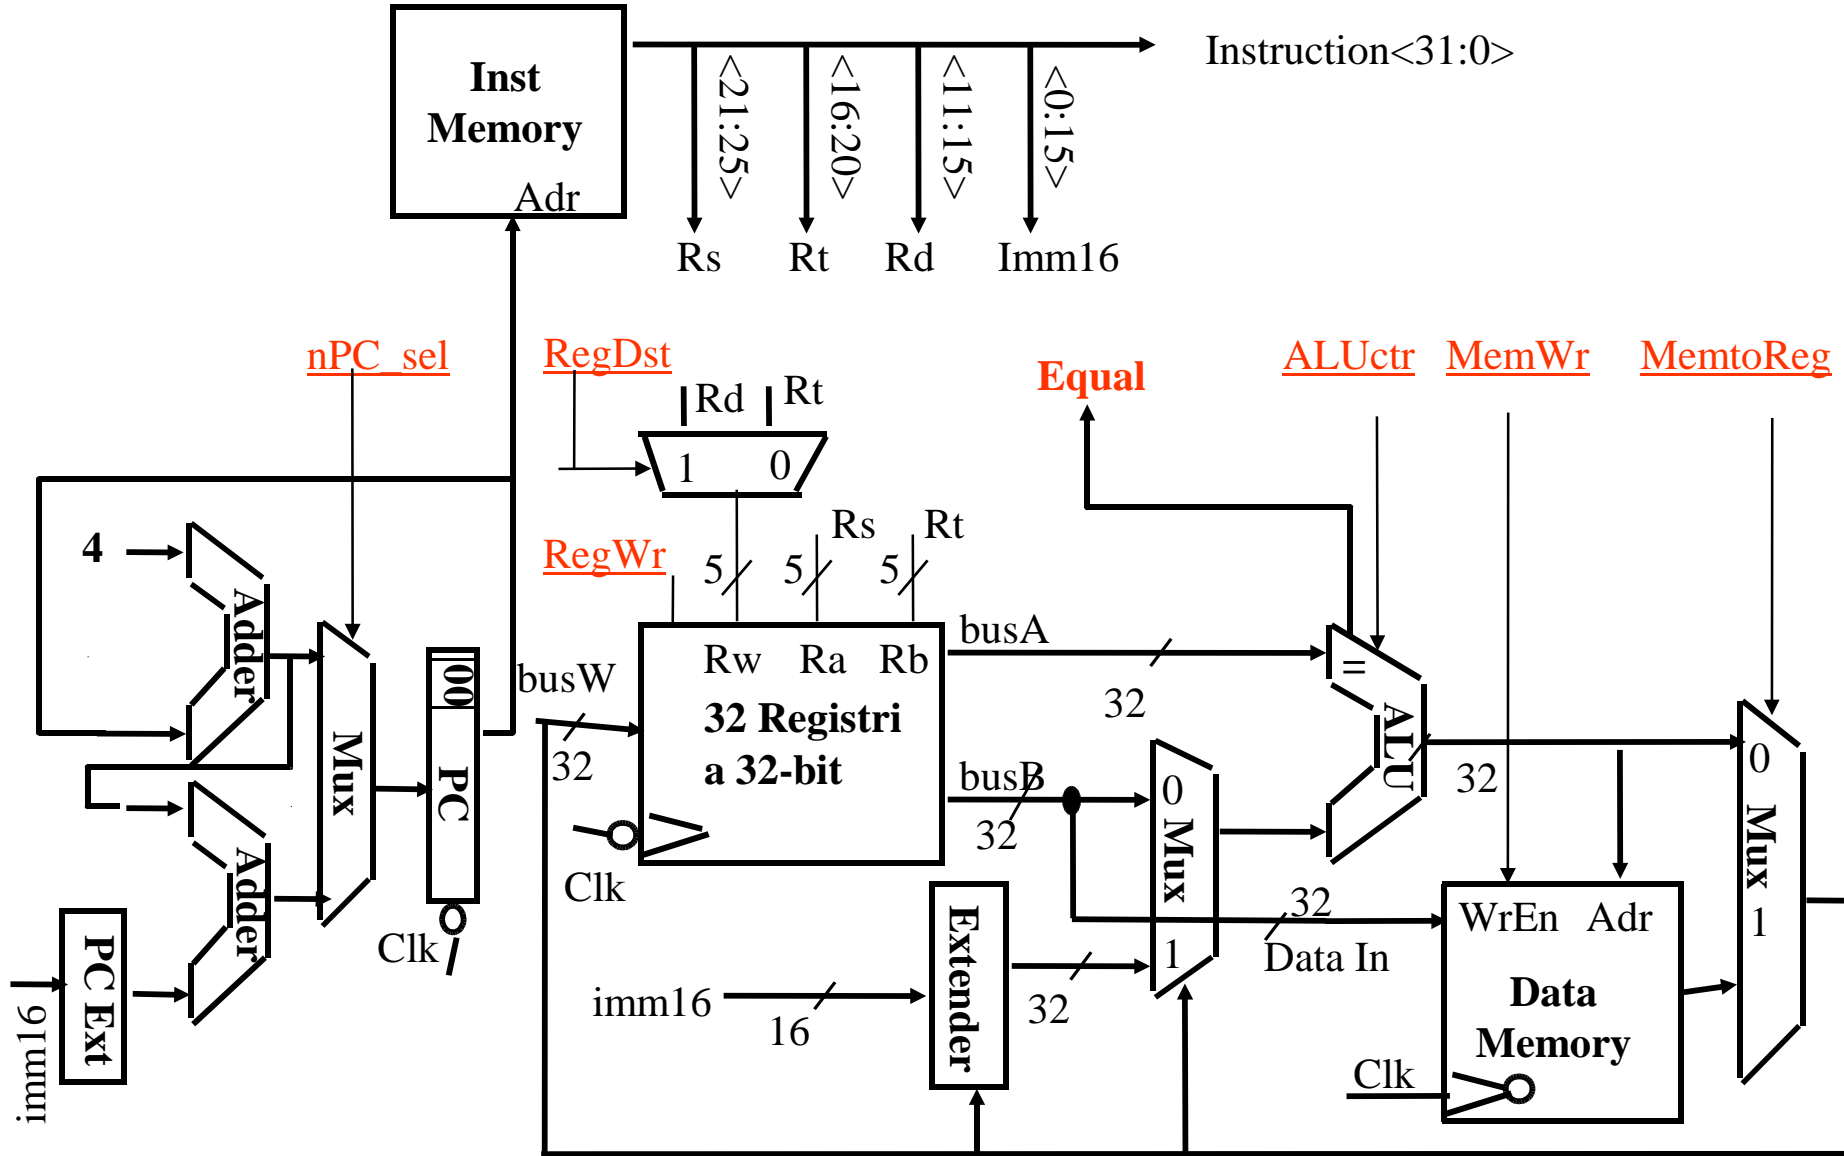 Inst
Memory
Adr
Instruction<31:0>
<21:25>
<16:20>
<11:15>
<0:15>
Rs
Rt
Rd
Imm16
nPC_sel
RegDst
Rd
Rt
1
0
Equal
ALUctr
MemWr
MemtoReg
4
Adder
Mux
00
PC
Clk
Adder
PC Ext
imm16
RegWr
5
5
Rs
5
Rt
busW
32
Rw
Ra
Rb
32 Registri
a 32-bit
Clk
busA
32
busB
32
0
Mux
1
imm16
16
Extender
32
=
ALU
32
32
Data In
WrEn
Adr
Data
Memory
Clk
0
Mux
1